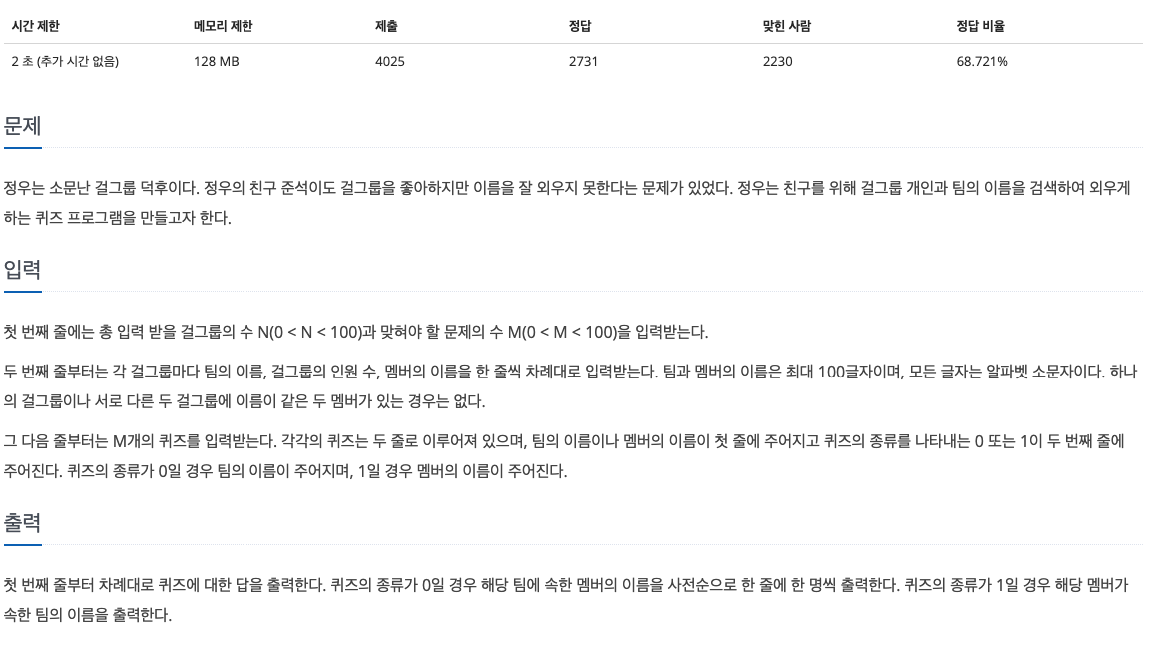 시간 제한 메모리 제한 제출 정답 맞힌 사람 정답 비율
2 초 (추가 시간 없음) 128 MB 4025 2731 2230 68.721%
문제
정우는 소문난 걸그룹 덕후이다. 정우의 친구 준석이도 걸그룹을 좋아하지만 이름을 잘 외우지 못한다는 문제가 있었다. 정우는 친구를 위해 걸그룹 개인과 팀의 이름을 검색하여 외우게
하는 퀴즈 프로그램을 만들고자 한다.
입력
첫 번째 줄에는 총 입력 받을 걸그룹의 수 N(0 < N < 100)과 맞혀야 할 문제의 수 M(0 < M < 100)을 입력받는다.
두 번째 줄부터는 각 걸그룹마다 팀의 이름, 걸그룹의 인원 수, 멤버의 이름을 한 줄씩 차례대로 입력받는다. 팀과 멤버의 이름은 최대 100글자이며, 모든 글자는 알파벳 소문자이다. 하나
의 걸그룹이나 서로 다른 두 걸그룹에 이름이 같은 두 멤버가 있는 경우는 없다.
그 다음 줄부터는 M개의 퀴즈를 입력받는다. 각각의 퀴즈는 두 줄로 이루어져 있으며, 팀의 이름이나 멤버의 이름이 첫 줄에 주어지고 퀴즈의 종류를 나타내는 0 또는 1이 두 번째 줄에
주어진다. 퀴즈의 종류가 0일 경우 팀의 이름이 주어지며, 1일 경우 멤버의 이름이 주어진다.
출력
첫 번째 줄부터 차례대로 퀴즈에 대한 답을 출력한다. 퀴즈의 종류가 0일 경우 해당 팀에 속한 멤버의 이름을 사전순으로 한 줄에 한 명씩 출력한다. 퀴즈의 종류가 1일 경우 해당 멤버가
속한 팀의 이름을 출력한다.